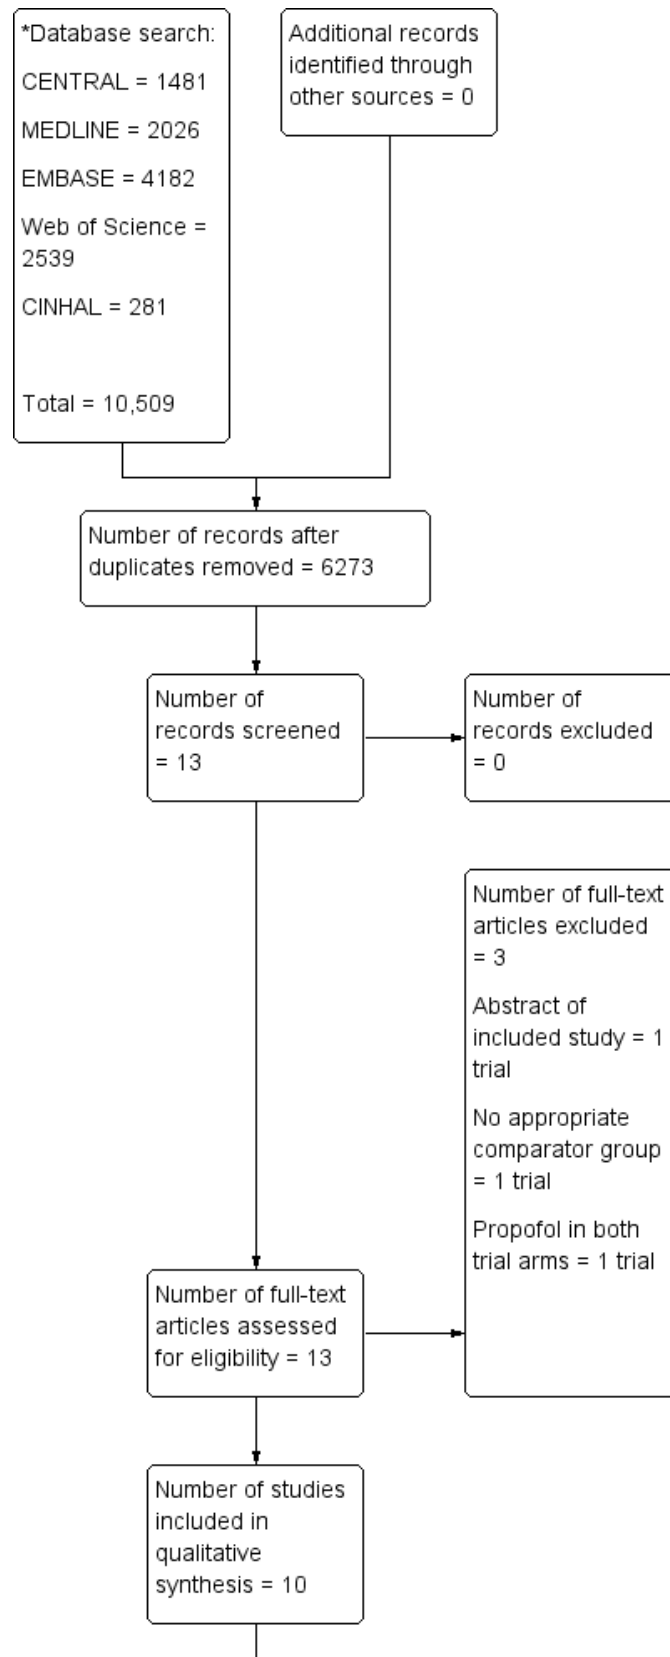 *Database search:
CENTRAL = 1481
MEDLINE = 2026
EMBASE = 4182
Web of Science =
2539
CINHAL = 281
Total = 10,509
Additional records
identified through
other sources = 0
Number of records after
duplicates removed = 6273
Number of
records screened
= 13
Number of
records excluded
= 0
Number of full-text
articles excluded
= 3
Abstract of
included study = 1
trial
No appropriate
comparator group
= 1 trial
Propofol in both
trial arms = 1 trial
Number of full-text
articles assessed
for eligibility = 13
Number of studies
included in
qualitative
synthesis = 10